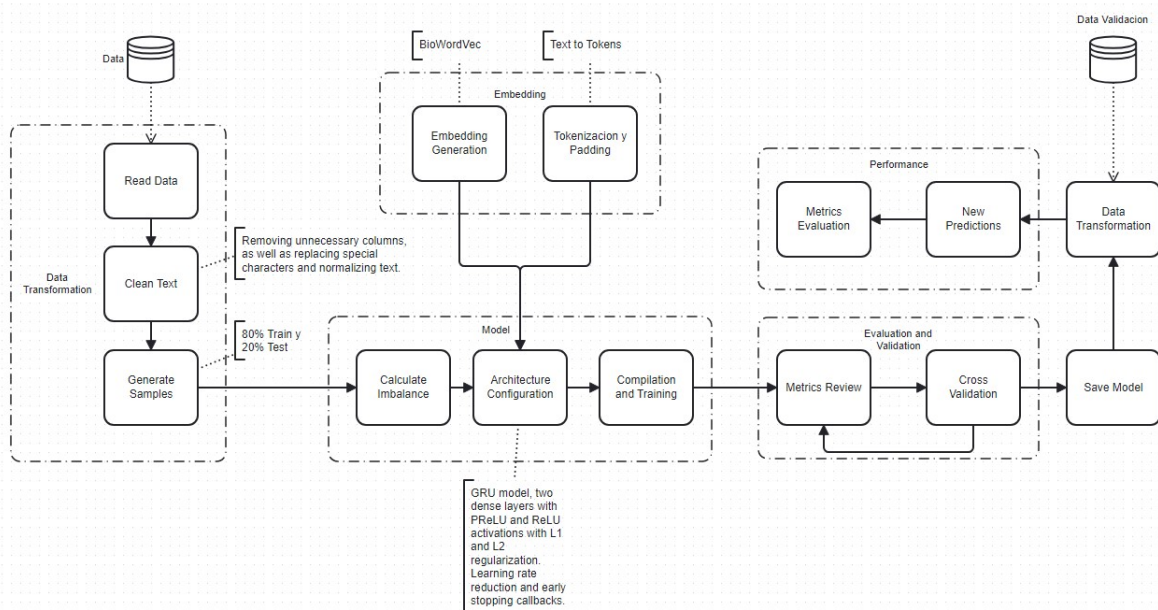 Data Validacion
Data
BioWordVec
Text to Tokens
Embedding
Embedding
Generation
Tokenizacion y
Padding
Read Data
Performance
Metrics
Evaluation
New
Predictions
Data
Transformation
Removing unnecessary columns,
as well as replacing special
characters and normalizing text.
Data
Transformation
Clean Text
80% Train y
20% Test
Generate
Samples
Model
Calculate
Imbalance
Architecture
Configuration
Compilation
and Training
Evaluation and
Validation
Metrics Review
Cross
Validation
Save Model
GRU model, two
dense layers with
PReLU and ReLU
activations with L1
and L2
regularization.
Learning rate
reduction and early
stopping callbacks.